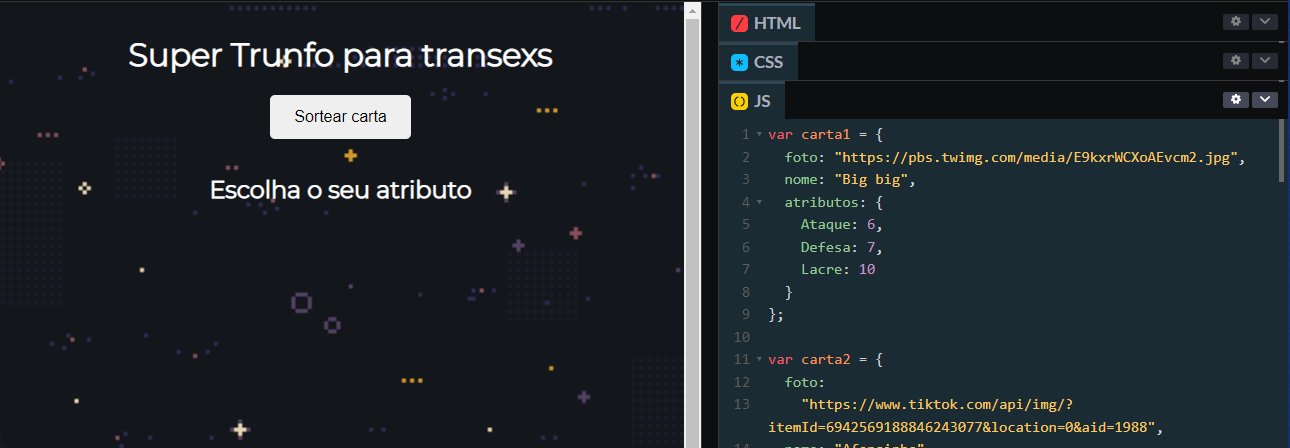 Super Trunfo para transexs
Sortear carta
Escolha o seu atributo
/ HTML
* CSS
() JS
1 var carta1 = {
2 foto: "https://pbs.twimg.com/media/E9kxrWCXoAEvcm2.jpg",
3 nome: "Big big",
4 atributos: {
5 Ataque: 6,
6 Defesa: 7,
7 Lacre: 10
8 }
9 };
10
11 var carta2 = {
12 foto:
13 "https://www.tiktok.com/api/img/?
itemId=6942569188846243077&location=0&aid=1988",
14 nome: "Afonsinho"